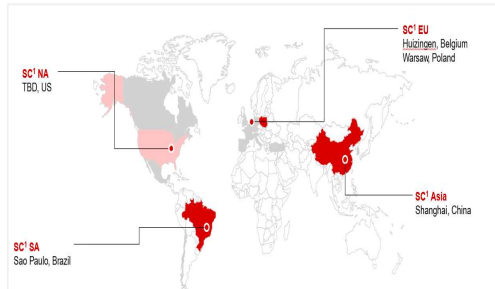 SC¹ EU
Huizingen, Belgium
Warsaw, Poland
SC¹ NA
TBD, US
SC¹ Asia
Shanghai, China
SC¹ SA
Sao Paulo, Brazil